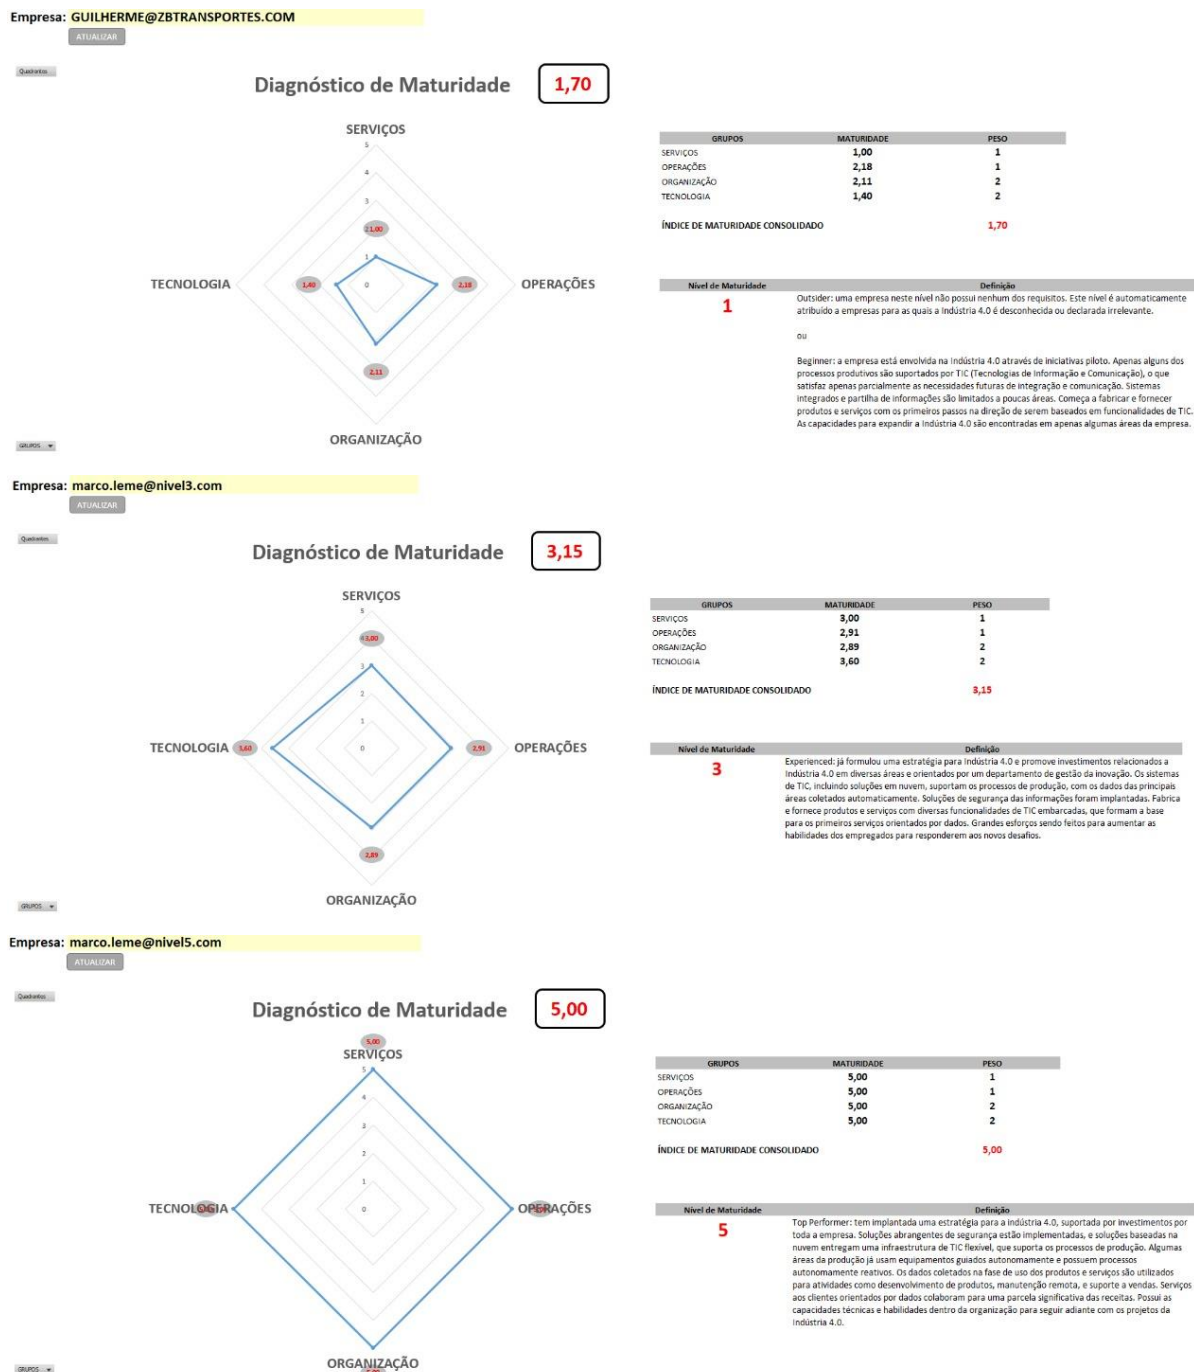 Empresa: GUILHERME@ZBTRANSPORTES.COM
ATUALIZAR
Quadrantes
Diagnóstico de Maturidade 1,70
SERVIÇOS
5
4
3
2 1,00
1
TECNOLOGIA 1,40 0 2,18 OPERAÇÕES
2,11
ORGANIZAÇÃO
GRUPOS
GRUPOS MATURIDADE PESO
SERVIÇOS 1,00 1
OPERAÇÕES 2,18 1
ORGANIZAÇÃO 2,11 2
TECNOLOGIA 1,40 2
ÍNDICE DE MATURIDADE CONSOLIDADO 1,70
Nível de Maturidade Definição
1
Outsider: uma empresa neste nível não possui nenhum dos requisitos. Este nível é automaticamente
atribuído a empresas para as quais a Indústria 4.0 é desconhecida ou declarada irrelevante.
ou
Beginner: a empresa está envolvida na Indústria 4.0 através de iniciativas piloto. Apenas alguns dos
processos produtivos são suportados por TIC (Tecnologias de Informação e Comunicação), o que
satisfaz apenas parcialmente as necessidades futuras de integração e comunicação. Sistemas
integrados e partilha de informações são limitados a poucas áreas. Começa a fabricar e fornecer
produtos e serviços com os primeiros passos na direção de serem baseados em funcionalidades de TIC.
As capacidades para expandir a Indústria 4.0 são encontradas em apenas algumas áreas da empresa.
Empresa: marco.leme@nivel3.com
ATUALIZAR
Quadrantes
Diagnóstico de Maturidade 3,15
SERVIÇOS
5
4 3,00
3
2
1
TECNOLOGIA 3,60 0 2,91 OPERAÇÕES
2,89
ORGANIZAÇÃO
GRUPOS
GRUPOS MATURIDADE PESO
SERVIÇOS 3,00 1
OPERAÇÕES 2,91 1
ORGANIZAÇÃO 2,89 2
TECNOLOGIA 3,60 2
ÍNDICE DE MATURIDADE CONSOLIDADO 3,15
Nível de Maturidade Definição
3
Experienced: já formulou uma estratégia para Indústria 4.0 e promove investimentos relacionados a
Indústria 4.0 em diversas áreas e orientados por um departamento de gestão da inovação. Os sistemas
de TIC, incluindo soluções em nuvem, suportam os processos de produção, com os dados das principais
áreas coletados automaticamente. Soluções de segurança das informações foram implantadas. Fabrica
e fornece produtos e serviços com diversas funcionalidades de TIC embarcadas, que formam a base
para os primeiros serviços orientados por dados. Grandes esforços sendo feitos para aumentar as
habilidades dos empregados para responderem aos novos desafios.
Empresa: marco.leme@nivel5.com
ATUALIZAR
Quadrantes
Diagnóstico de Maturidade 5,00
5,00
SERVIÇOS
5
4
3
2
1
TECNOLOGIA 0 OPERAÇÕES
ORGANIZAÇÃO
GRUPOS
GRUPOS MATURIDADE PESO
SERVIÇOS 5,00 1
OPERAÇÕES 5,00 1
ORGANIZAÇÃO 5,00 2
TECNOLOGIA 5,00 2
ÍNDICE DE MATURIDADE CONSOLIDADO 5,00
Nível de Maturidade Definição
5
Top Performer: tem implantada uma estratégia para a indústria 4.0, suportada por investimentos por
toda a empresa. Soluções abrangentes de segurança estão implementadas, e soluções baseadas na
nuvem entregam uma infraestrutura de TIC flexível, que suporta os processos de produção. Algumas
áreas da produção já usam equipamentos guiados autonomamente e possuem processos
autonomamente reativos. Os dados coletados na fase de uso dos produtos e serviços são utilizados
para atividades como desenvolvimento de produtos, manutenção remota, e suporte a vendas. Serviços
aos clientes orientados por dados colaboram para uma parcela significativa das receitas. Possui as
capacidades técnicas e habilidades dentro da organização para seguir adiante com os projetos da
Indústria 4.0.